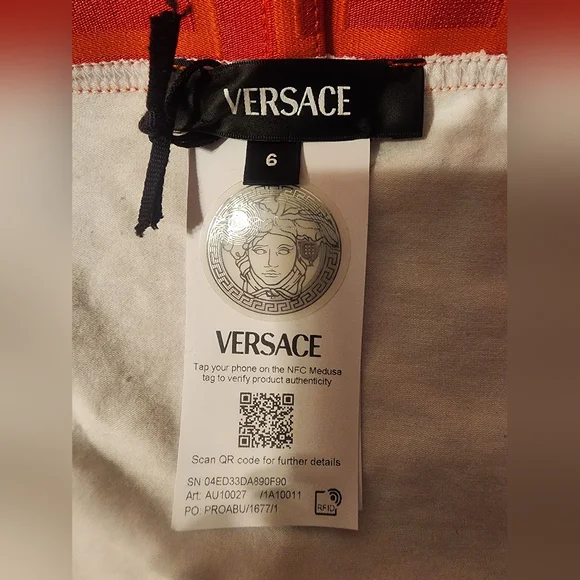 VERSACE
6
VERSACE
Tap your phone on the NFC Medusa
tag to verify product authenticity
Scan QR code for further details
SN 04ED33DA890F90
Art. AU10027 /1A10011
PO: PROABU/1677/1
RFID